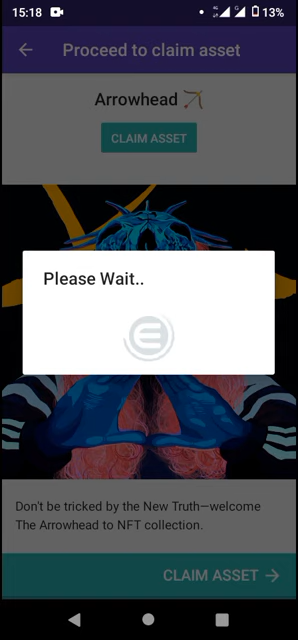 15:18 13%
Proceed to claim asset
Arrowhead 🏹
CLAIM ASSET
Please Wait..
Don't be tricked by the New Truth—welcome
The Arrowhead to NFT collection.
CLAIM ASSET →